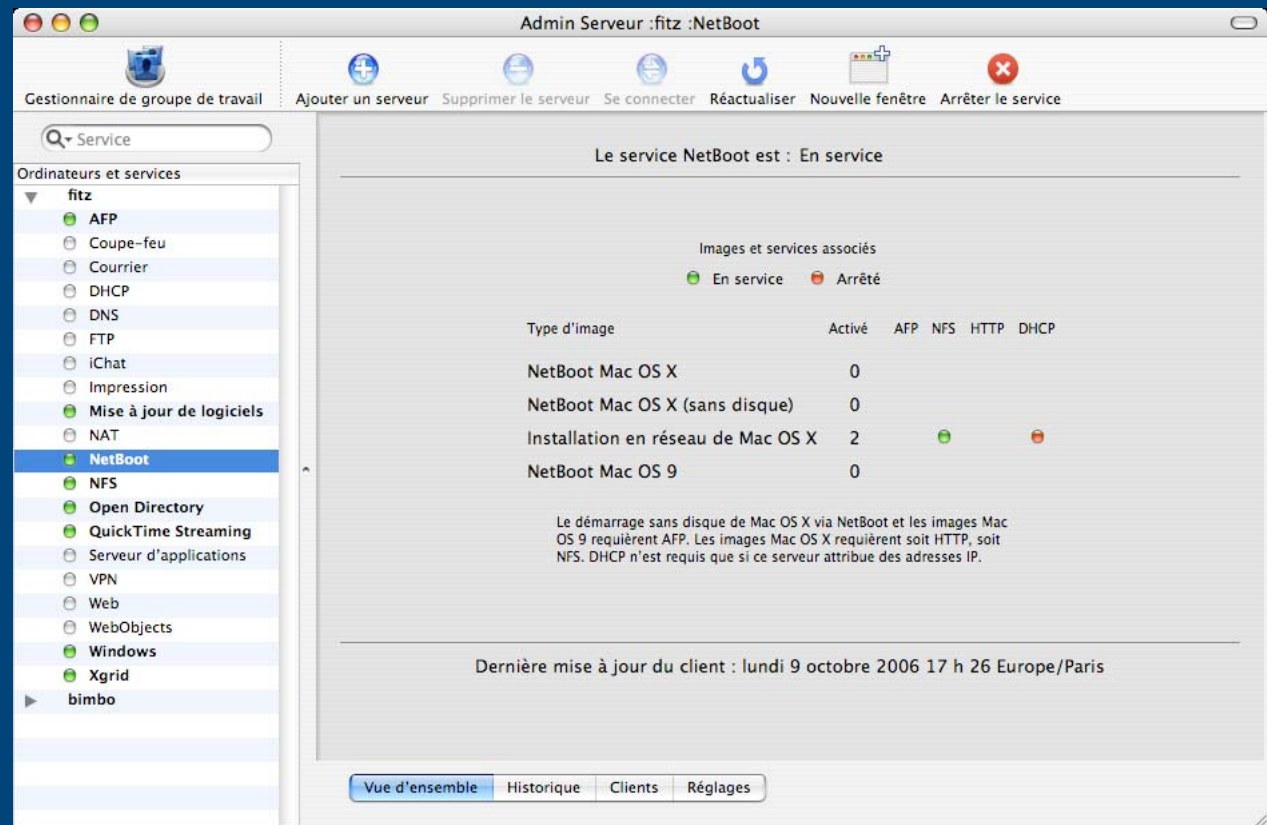 Admin Serveur :fitz :NetBoot
Gestionnaire de groupe de travail
Ajouter un serveur
Supprimer le serveur
Se connecter
Réactualiser
Nouvelle fenêtre
Arrêter le service
Service
Ordinateurs et services
fitz
AFP
Coupe-feu
Courrier
DHCP
DNS
FTP
iChat
Impression
Mise à jour de logiciels
NAT
NetBoot
NFS
Open Directory
QuickTime Streaming
Serveur d'applications
VPN
Web
WebObjects
Windows
Xgrid
bimbo
Le service NetBoot est : En service
Images et services associés
En service Arrêté
Type d'image Activé AFP NFS HTTP DHCP
NetBoot Mac OS X 0
NetBoot Mac OS X (sans disque) 0
Installation en réseau de Mac OS X 2
NetBoot Mac OS 9 0
Le démarrage sans disque de Mac OS X via NetBoot et les images Mac
OS 9 requièrent AFP. Les images Mac OS X requièrent soit HTTP, soit
NFS. DHCP n'est requis que si ce serveur attribue des adresses IP.
Dernière mise à jour du client : lundi 9 octobre 2006 17 h 26 Europe/Paris
Vue d'ensemble Historique Clients Réglages